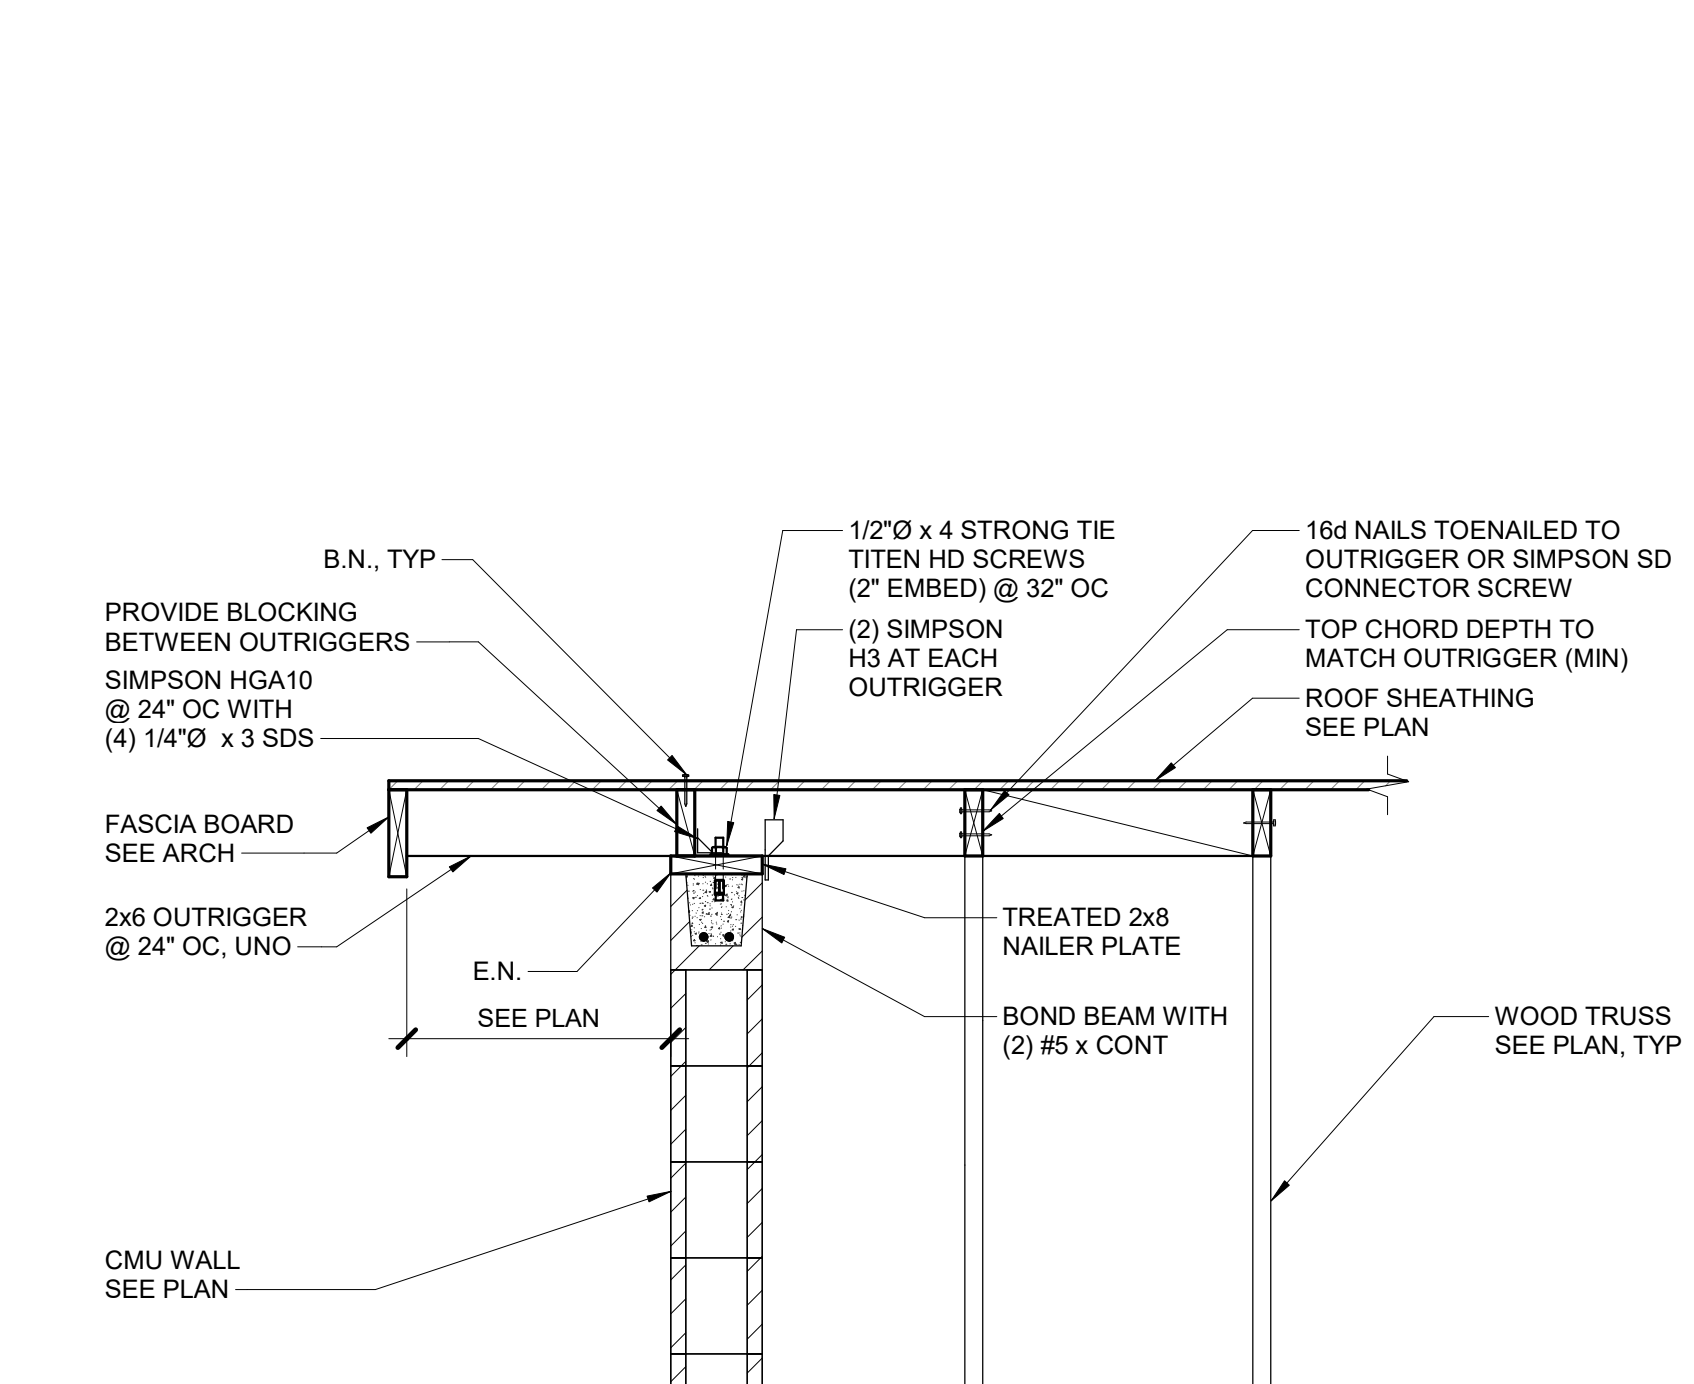 B.N., TYP
PROVIDE BLOCKING
BETWEEN OUTRIGGERS
SIMPSON HGA10
@ 24" OC WITH
(4) 1/4"Ø x 3 SDS
FASCIA BOARD
SEE ARCH
2x6 OUTRIGGER
@ 24" OC, UNO
E.N.
SEE PLAN
CMU WALL
SEE PLAN
1/2"Ø x 4 STRONG TIE
TITEN HD SCREWS
(2" EMBED) @ 32" OC
(2) SIMPSON
H3 AT EACH
OUTRIGGER
16d NAILS TOENAILED TO
OUTRIGGER OR SIMPSON SD
CONNECTOR SCREW
TOP CHORD DEPTH TO
MATCH OUTRIGGER (MIN)
ROOF SHEATHING
SEE PLAN
TREATED 2x8
NAILER PLATE
BOND BEAM WITH
(2) #5 x CONT
WOOD TRUSS
SEE PLAN, TYP